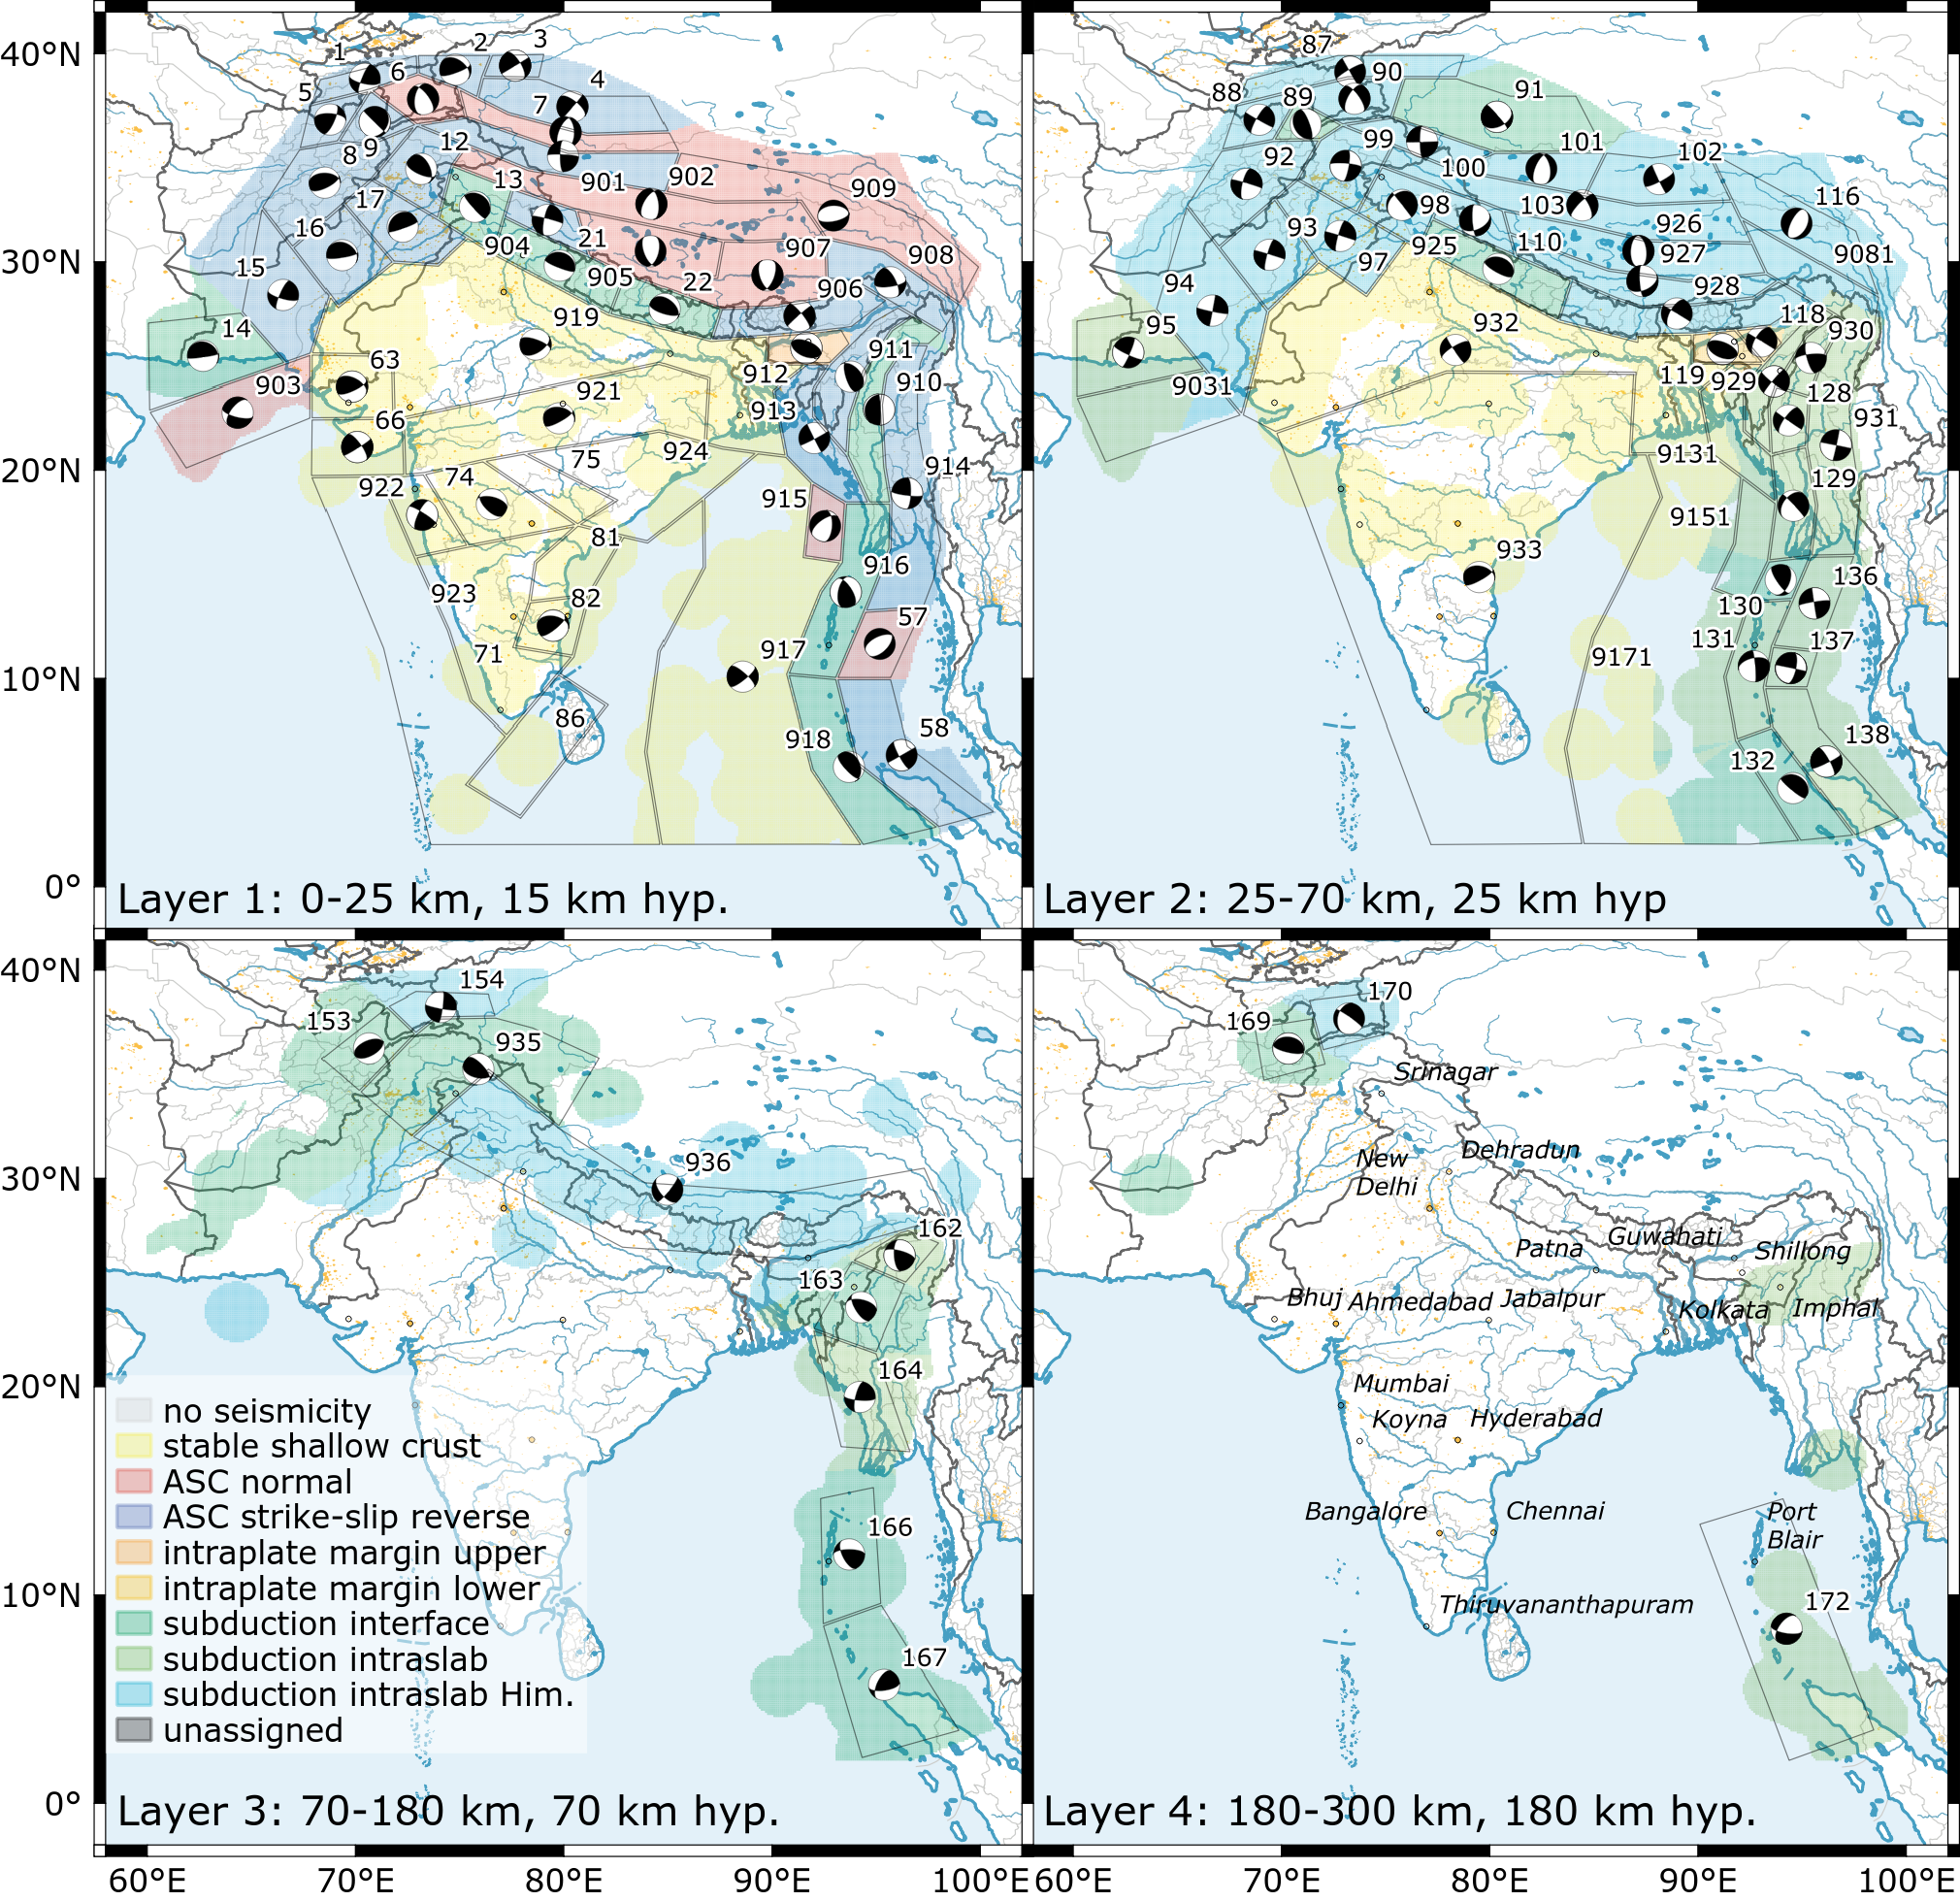 40°N
30°N
20°N
10°N
0°
1
2
3
4
5
6
7
8
9
12
13
14
15
16
17
21
22
63
66
71
74
75
81
82
86
57
58
901
902
903
904
905
906
907
908
909
910
911
912
913
914
915
916
917
918
919
921
922
923
924
Layer 1: 0-25 km, 15 km hyp.
87
88
89
90
91
92
93
94
95
97
98
99
100
101
102
103
110
116
118
119
128
129
130
131
132
136
137
138
925
926
927
928
929
930
931
932
933
9031
9081
9131
9151
9171
Layer 2: 25-70 km, 25 km hyp
40°N
30°N
20°N
10°N
0°
153
154
935
936
162
163
164
166
167
no seismicity
stable shallow crust
ASC normal
ASC strike-slip reverse
intraplate margin upper
intraplate margin lower
subduction interface
subduction intraslab
subduction intraslab Him.
unassigned
Layer 3: 70-180 km, 70 km hyp.
169
170
172
Srinagar
Dehradun
New
Delhi
Guwahati
Patna
Shillong
Bhuj
Ahmedabad
Jabalpur
Kolkata
Imphal
Mumbai
Koyna
Hyderabad
Bangalore
Chennai
Port
Blair
Thiruvananthapuram
Layer 4: 180-300 km, 180 km hyp.
60°E
70°E
80°E
90°E
100°E
60°E
70°E
80°E
90°E
100°E